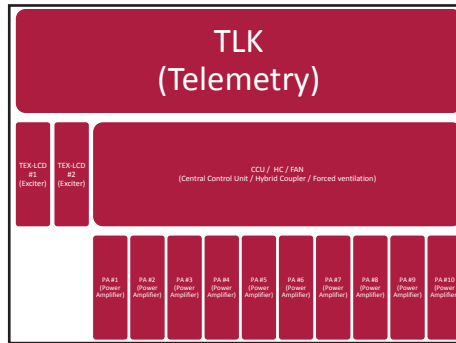 TLK
(Telemetry)
TEX-LCD
#1
(Exciter)
TEX-LCD
#2
(Exciter)
CCU / HC / FAN
(Central Control Unit / Hybrid Coupler / Forced ventilation)
PA #1
(Power
Amplifier)
PA #2
(Power
Amplifier)
PA #3
(Power
Amplifier)
PA #4
(Power
Amplifier)
PA#5
(Power
Amplifier)
PA #6
(Power
Amplifier)
PA #7
(Power
Amplifier)
PA #8
(Power
Amplifier)
PA #9
(Power
Amplifier)
PA #10
(Power
Amplifier)